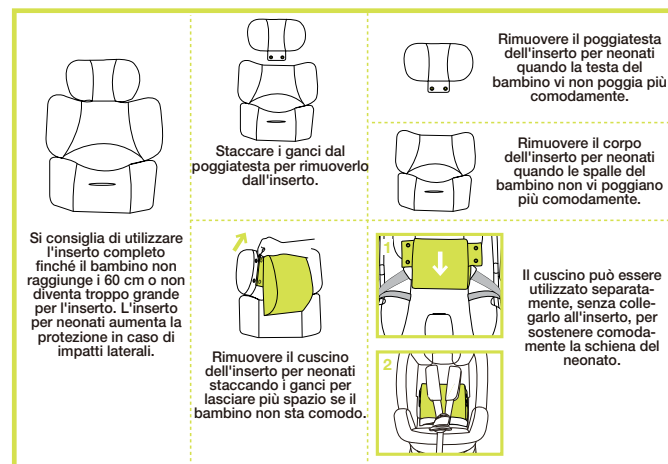 Si consiglia di utilizzare
l'inserto completo
finché il bambino non
raggiunge i 60 cm o non
diventa troppo grande
per l'inserto. L'inserto
per neonati aumenta la
protezione in caso di
impatti laterali.
Staccare i ganci dal
poggiatesta per rimuoverlo
dall'inserto.
Rimuovere il poggiatesta
dell'inserto per neonati
quando la testa del
bambino vi non poggia più
comodamente.
Rimuovere il corpo
dell'inserto per neonati
quando le spalle del
bambino non vi poggiano
più comodamente.
Rimuovere il cuscino
dell'inserto per neonati
staccando i ganci per
lasciare più spazio se il
bambino non sta comodo.
1
2
Il cuscino può essere
utilizzato separata-
mente, senza colle-
garlo all'inserto, per
sostenere comoda-
mente la schiena del
neonato.